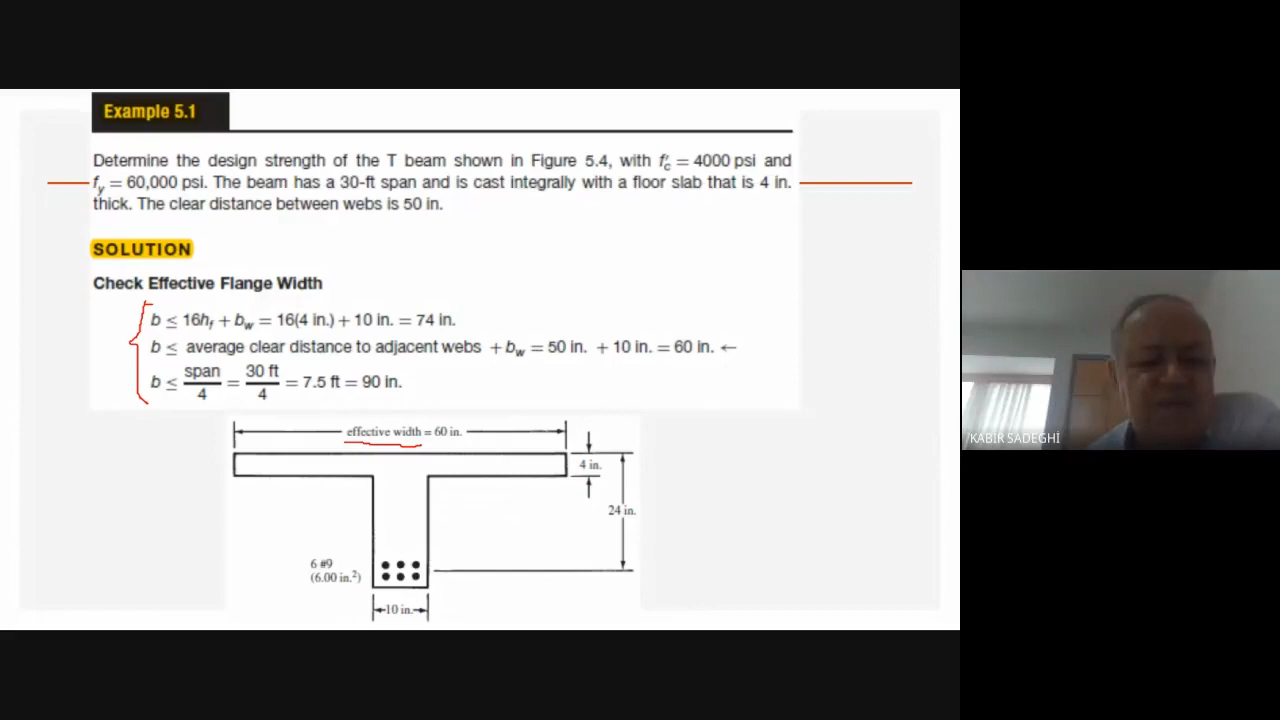 Example 5.1
Determine the design strength of the T beam shown in Figure 5.4, with f′c = 4000 psi and
fy = 60,000 psi. The beam has a 30-ft span and is cast integrally with a floor slab that is 4 in.
thick. The clear distance between webs is 50 in.
SOLUTION
Check Effective Flange Width
b ≤ 16hf + bw = 16(4 in.) + 10 in. = 74 in.
b ≤ average clear distance to adjacent webs + bw = 50 in. + 10 in. = 60 in. ←
b ≤ span/4 = 30 ft/4 = 7.5 ft = 90 in.
effective width = 60 in.
4 in.
24 in.
6 #9
(6.00 in.²)
10 in.
KABIR SADEGHİ